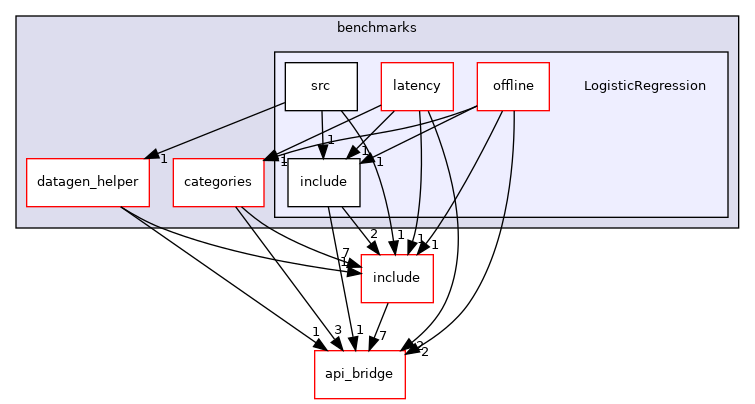 benchmarks
src
latency
offline
LogisticRegression
1
1
1
1
1
1
datagen_helper
categories
include
2
1
1
1
7
1
include
1
3
1
7
2
2
api_bridge